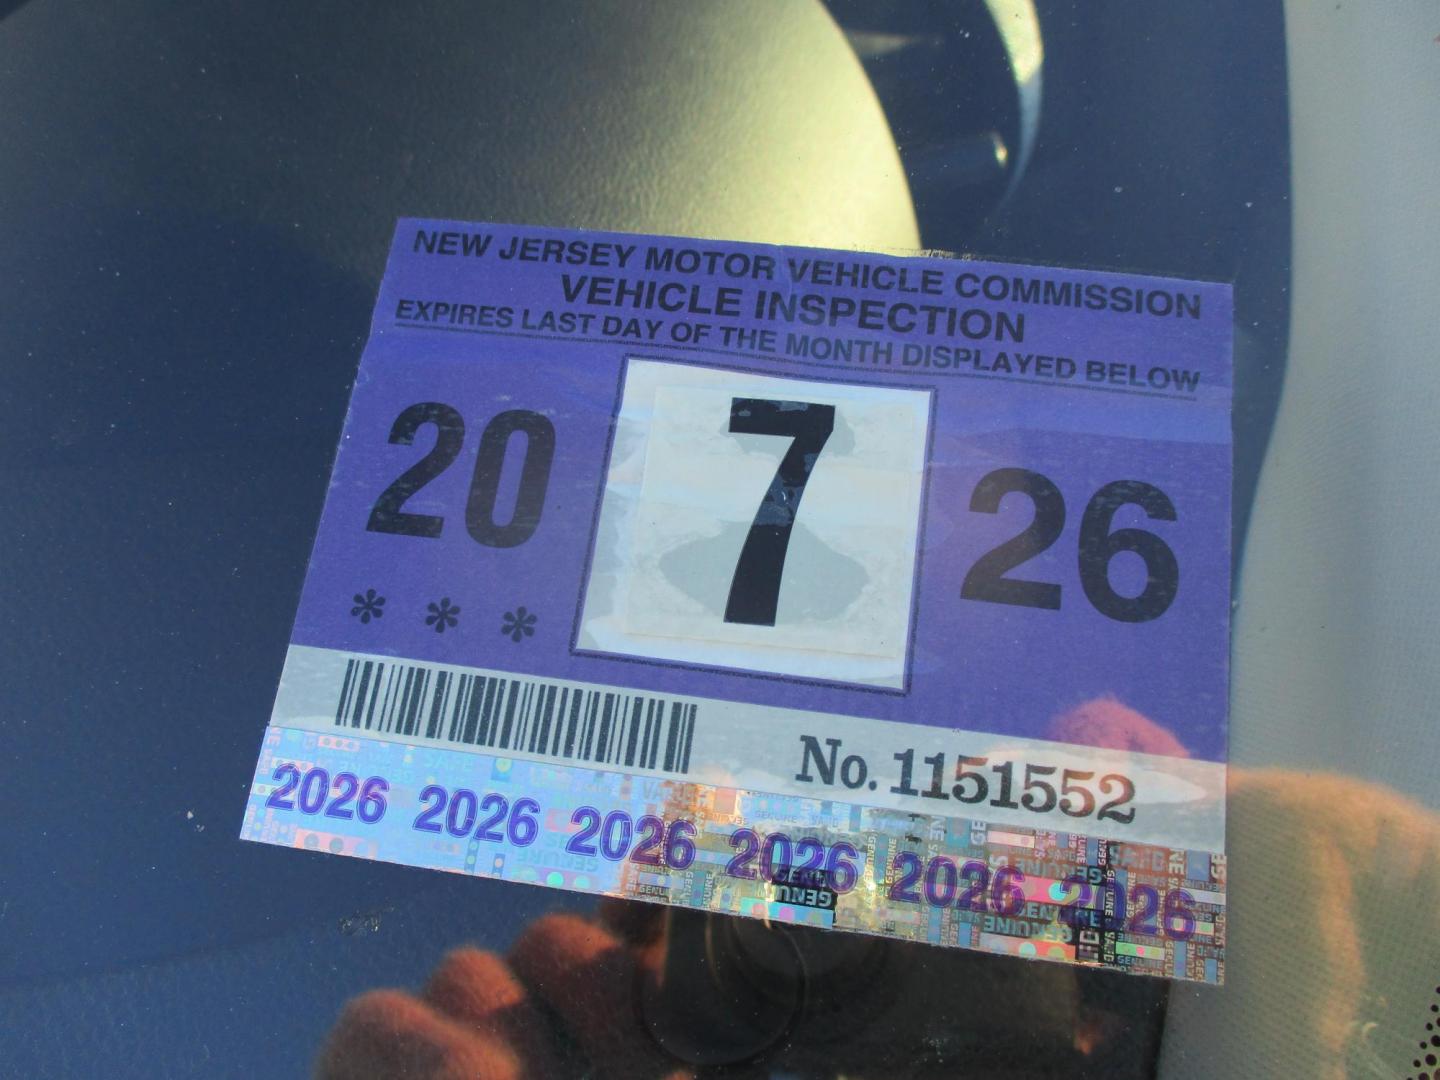 NEW JERSEY MOTOR VEHICLE COMMISSION
VEHICLE INSPECTION
EXPIRES LAST DAY OF THE MONTH DISPLAYED BELOW
20 7 26
* * *
No. 1151552
2026 2026 2026 2026 2026 2026
GENUINE